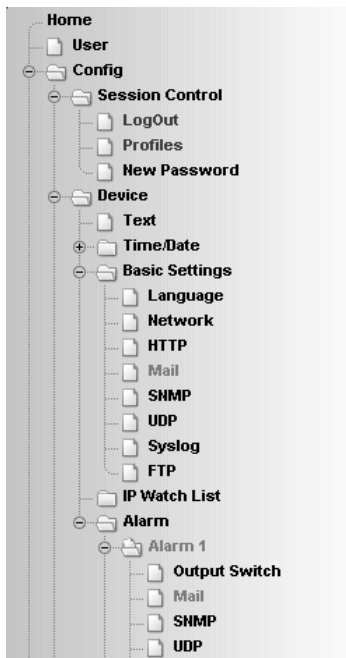 Home
User
Config
Session Control
LogOut
Profiles
New Password
Device
Text
Time/Date
Basic Settings
Language
Network
HTTP
Mail
SNMP
UDP
Syslog
FTP
IP Watch List
Alarm
Alarm 1
Output Switch
Mail
SNMP
UDP